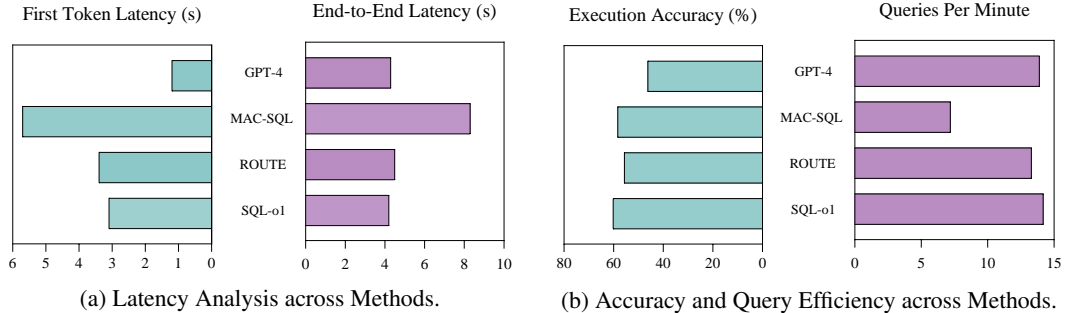 First Token Latency (s)
End-to-End Latency (s)
GPT-4
MAC-SQL
ROUTE
SQL-o1
6 5 4 3 2 1 0
0 2 4 6 8 10
(a) Latency Analysis across Methods.
Execution Accuracy (%)
Queries Per Minute
GPT-4
MAC-SQL
ROUTE
SQL-o1
80 60 40 20 0
0 5 10 15
(b) Accuracy and Query Efficiency across Methods.